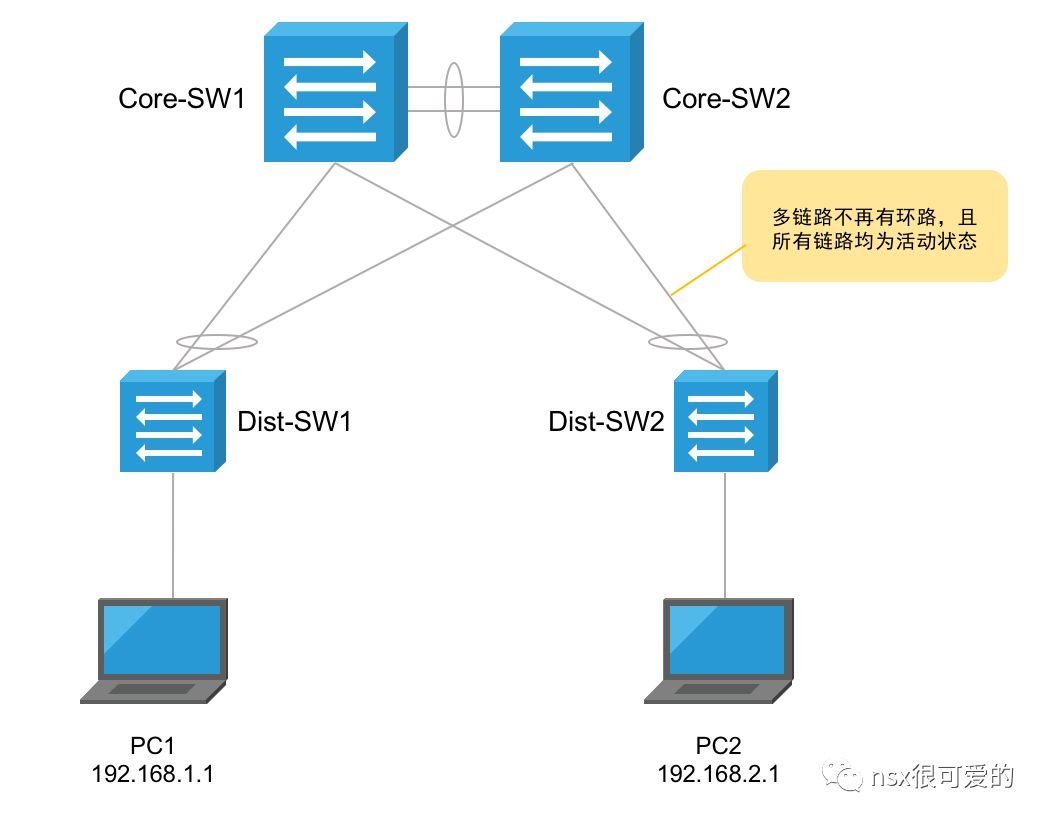 Core-SW1
Core-SW2
多链路不再有环路，且
所有链路均为活动状态
Dist-SW1
Dist-SW2
PC1
192.168.1.1
PC2
192.168.2.1
nsx很可爱的